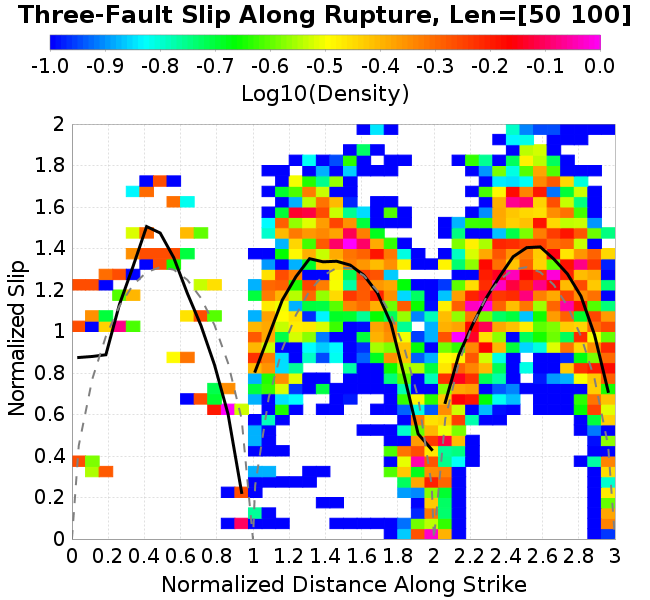 Three-Fault Slip Along Rupture, Len=[50 100]
-1.0 -0.9 -0.8 -0.7 -0.6 -0.5 -0.4 -0.3 -0.2 -0.1 0.0
Log10(Density)
2
1.8
1.6
1.4
1.2
1
0.8
0.6
0.4
0.2
0
Normalized Slip
0 0.2 0.4 0.6 0.8 1 1.2 1.4 1.6 1.8 2 2.2 2.4 2.6 2.8 3
Normalized Distance Along Strike